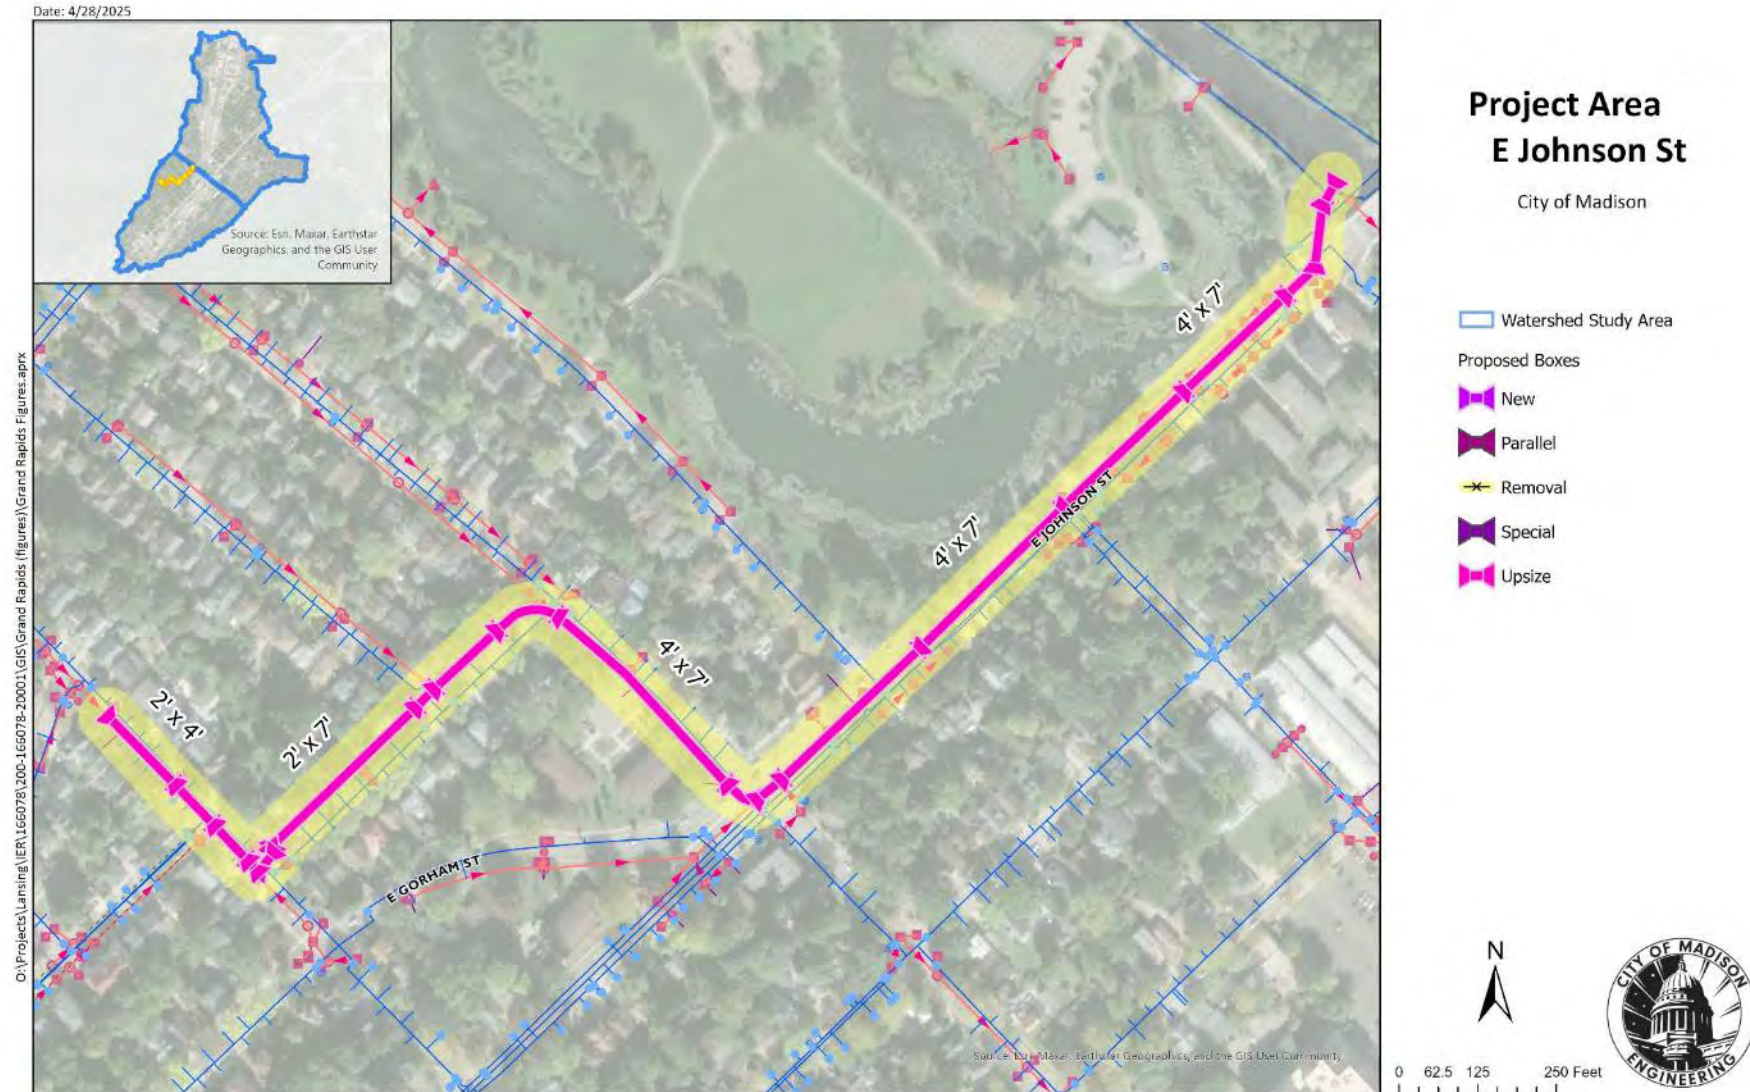 Date: 4/28/2025
O:\Projects\Lansing\IER\166078\200-166078-20001\GIS\Grand Rapids (figures)\Grand Rapids Figures.aprx
Source: Esri, Maxar, Earthstar
Geographics, and the GIS User
Community
4' X 7'
4' X 7'
E JOHNSON ST
4' X 7'
2' X 4'
2' X 7'
E GORHAM ST
Source: Esri, Maxar, Earthstar Geographics, and the GIS User Community
Project Area
E Johnson St
City of Madison
Watershed Study Area
Proposed Boxes
New
Parallel
Removal
Special
Upsize
N
0 62.5 125 250 Feet
CITY OF MADISON
ENGINEERING